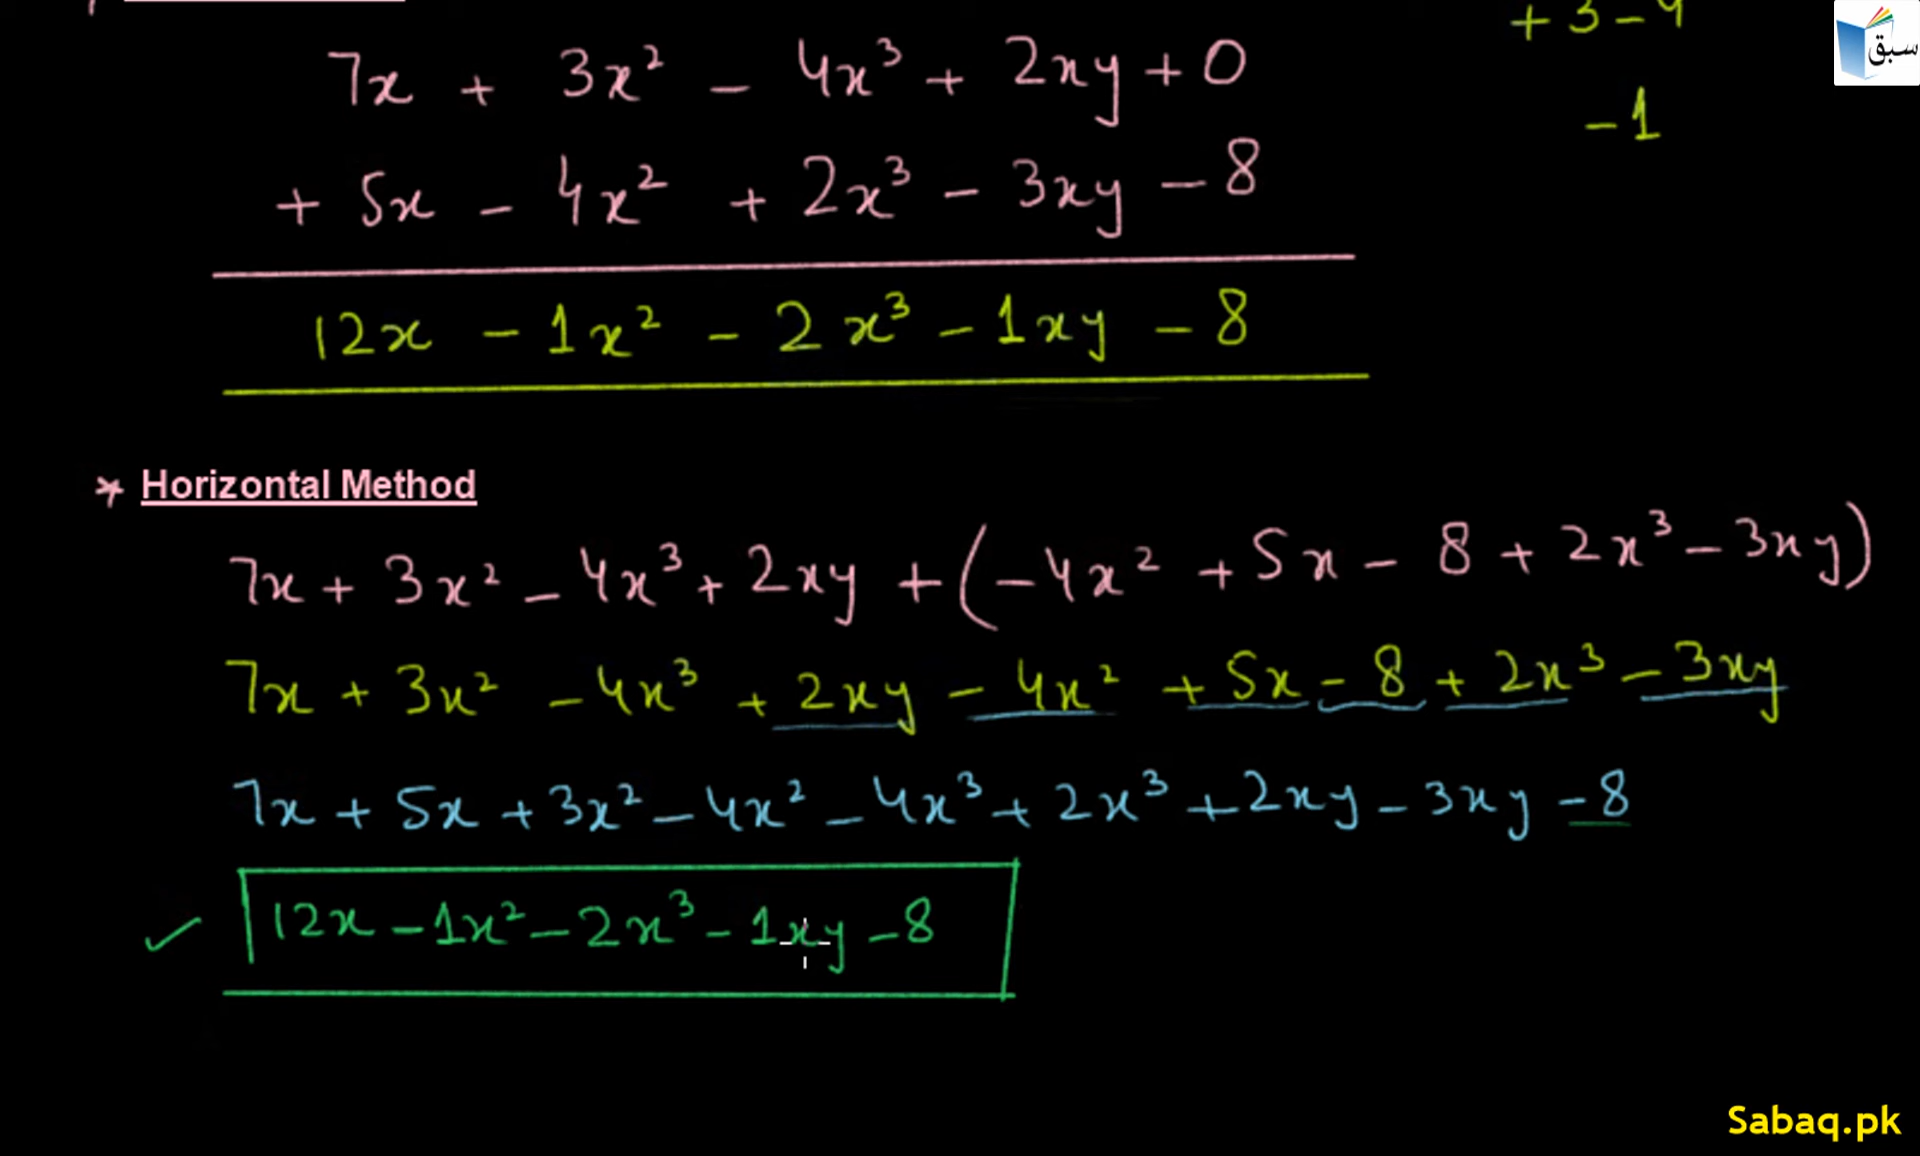 + 3 - 4
سبق
7x + 3x² - 4x³ + 2xy + 0
- 1
+ 5x - 4x² + 2x³ - 3xy - 8
12x - 1x² - 2x³ - 1xy - 8
* Horizontal Method
7x + 3x² - 4x³ + 2xy + (-4x² + 5x - 8 + 2x³ - 3xy)
7x + 3x² - 4x³ + 2xy - 4x² + 5x - 8 + 2x³ - 3xy
7x + 5x + 3x² - 4x² - 4x³ + 2x³ + 2xy - 3xy - 8
✓ 12x - 1x² - 2x³ - 1xy - 8
Sabaq.pk